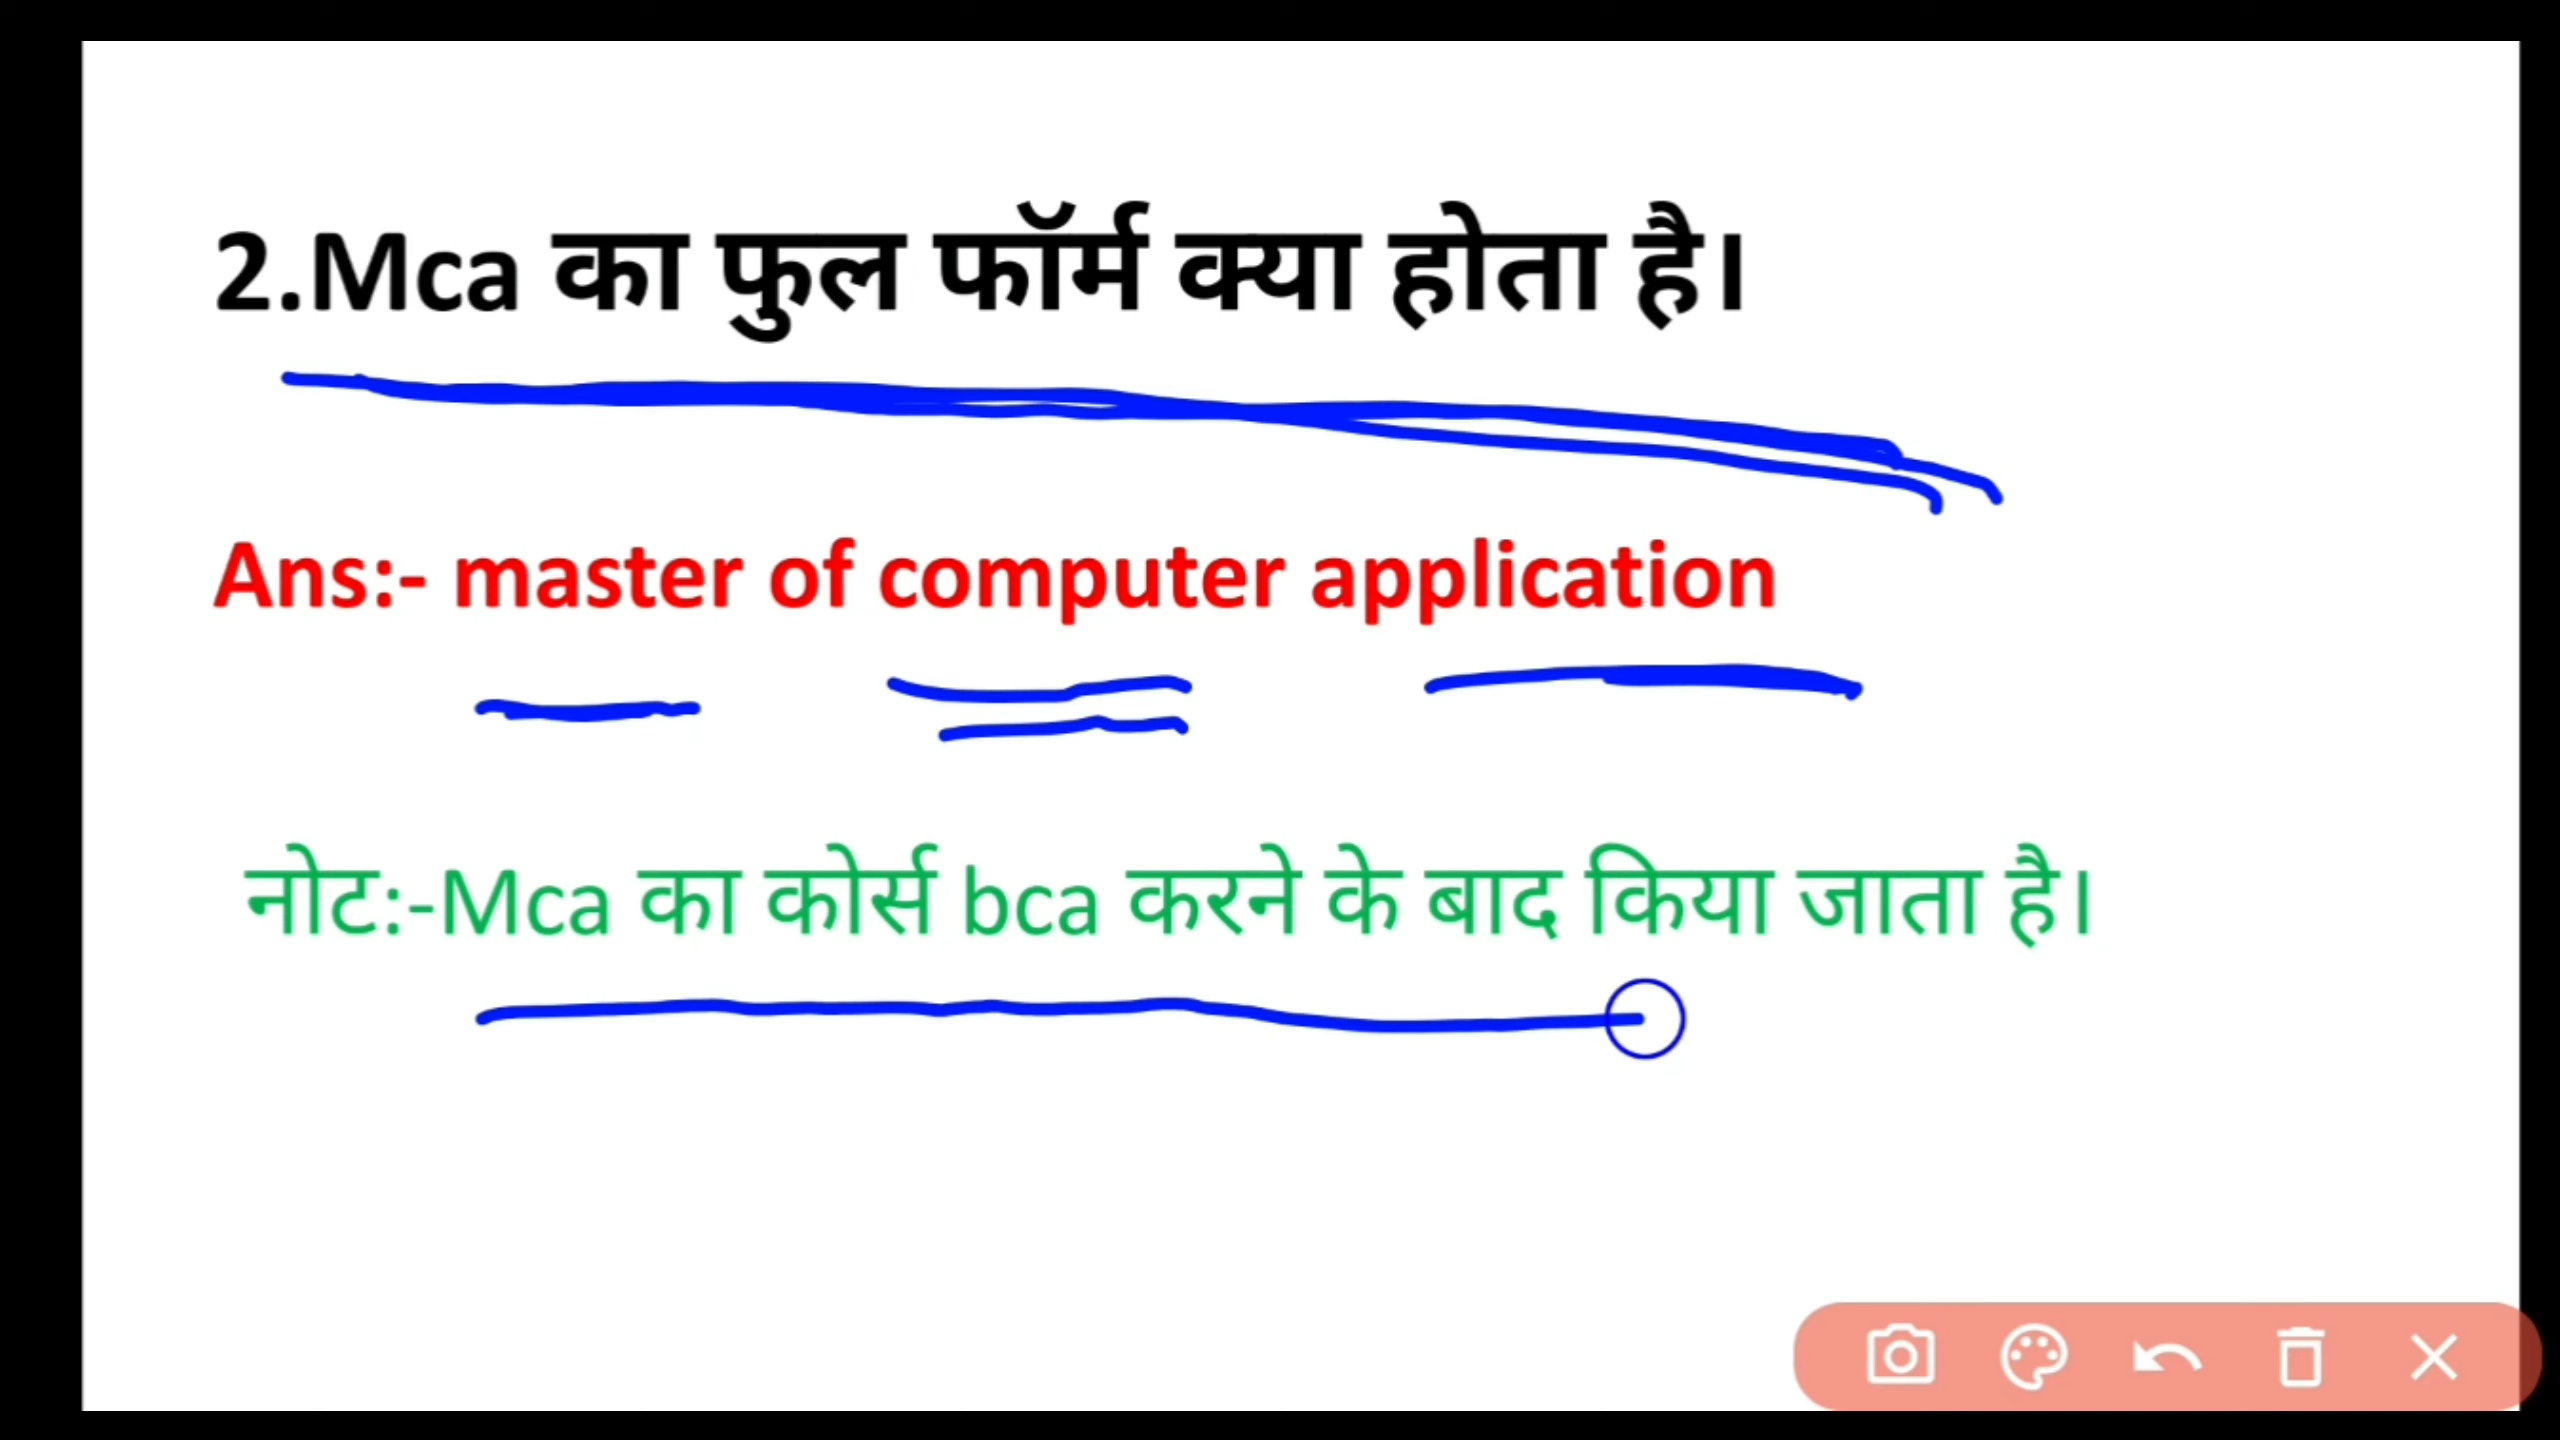 2.Mca का फुल फॉर्म क्या होता है।
Ans:- master of computer application
नोट:-Mca का कोर्स bca करने के बाद किया जाता है।